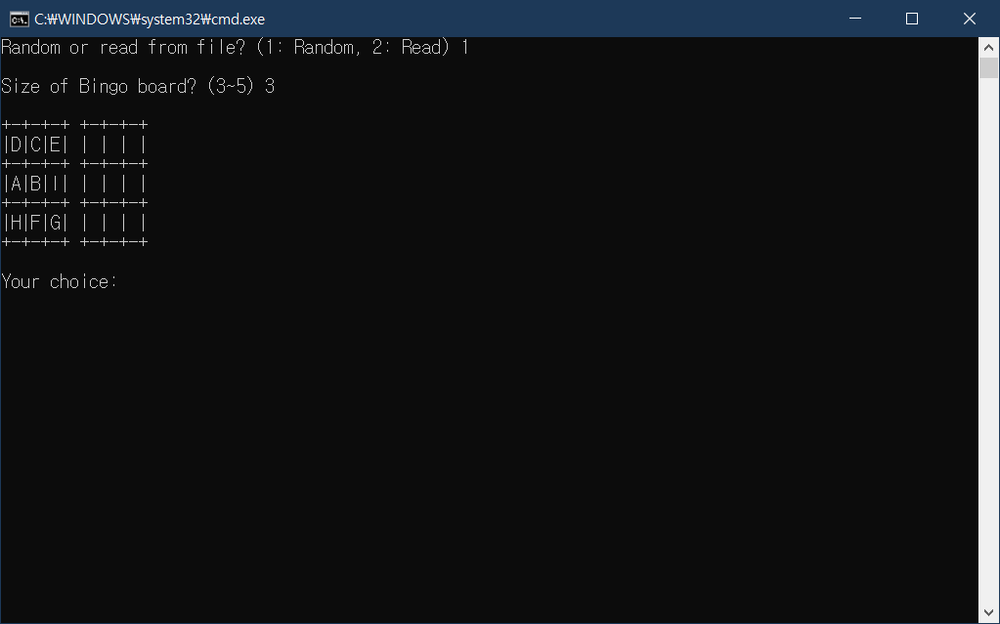 C:₩WINDOWS₩system32₩cmd.exe
Random or read from file? (1: Random, 2: Read) 1
Size of Bingo board? (3~5) 3
+-+-+-+ +-+-+-+
|D|C|E| | | | |
+-+-+-+ +-+-+-+
|A|B|I| | | | |
+-+-+-+ +-+-+-+
|H|F|G| | | | |
+-+-+-+ +-+-+-+
Your choice: